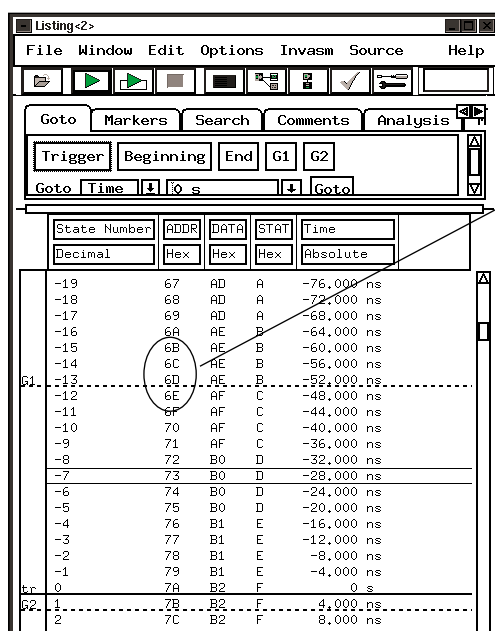 Listing<2>
File Window Edit Options Invasm Source Help
Goto Markers Search Comments Analysis
Trigger Beginning End G1 G2
Goto Time 0 s Goto
State Number ADDR DATA STAT Time
Decimal Hex Hex Hex Absolute
-19 67 AD A -76.000 ns
-18 68 AD A -72.000 ns
-17 69 AD A -68.000 ns
-16 6A AE B -64.000 ns
-15 6B AE B -60.000 ns
-14 6C AE B -56.000 ns
G1 -13 6D AE B -52.000 ns
-12 6E AF C -48.000 ns
-11 6F AF C -44.000 ns
-10 70 AF C -40.000 ns
-9 71 AF C -36.000 ns
-8 72 B0 D -32.000 ns
-7 73 B0 D -28.000 ns
-6 74 B0 D -24.000 ns
-5 75 B0 D -20.000 ns
-4 76 B1 E -16.000 ns
-3 77 B1 E -12.000 ns
-2 78 B1 E -8.000 ns
-1 79 B1 E -4.000 ns
tr 0 7A B2 F 0 s
G2 1 7B B2 F 4.000 ns
2 7C B2 F 8.000 ns